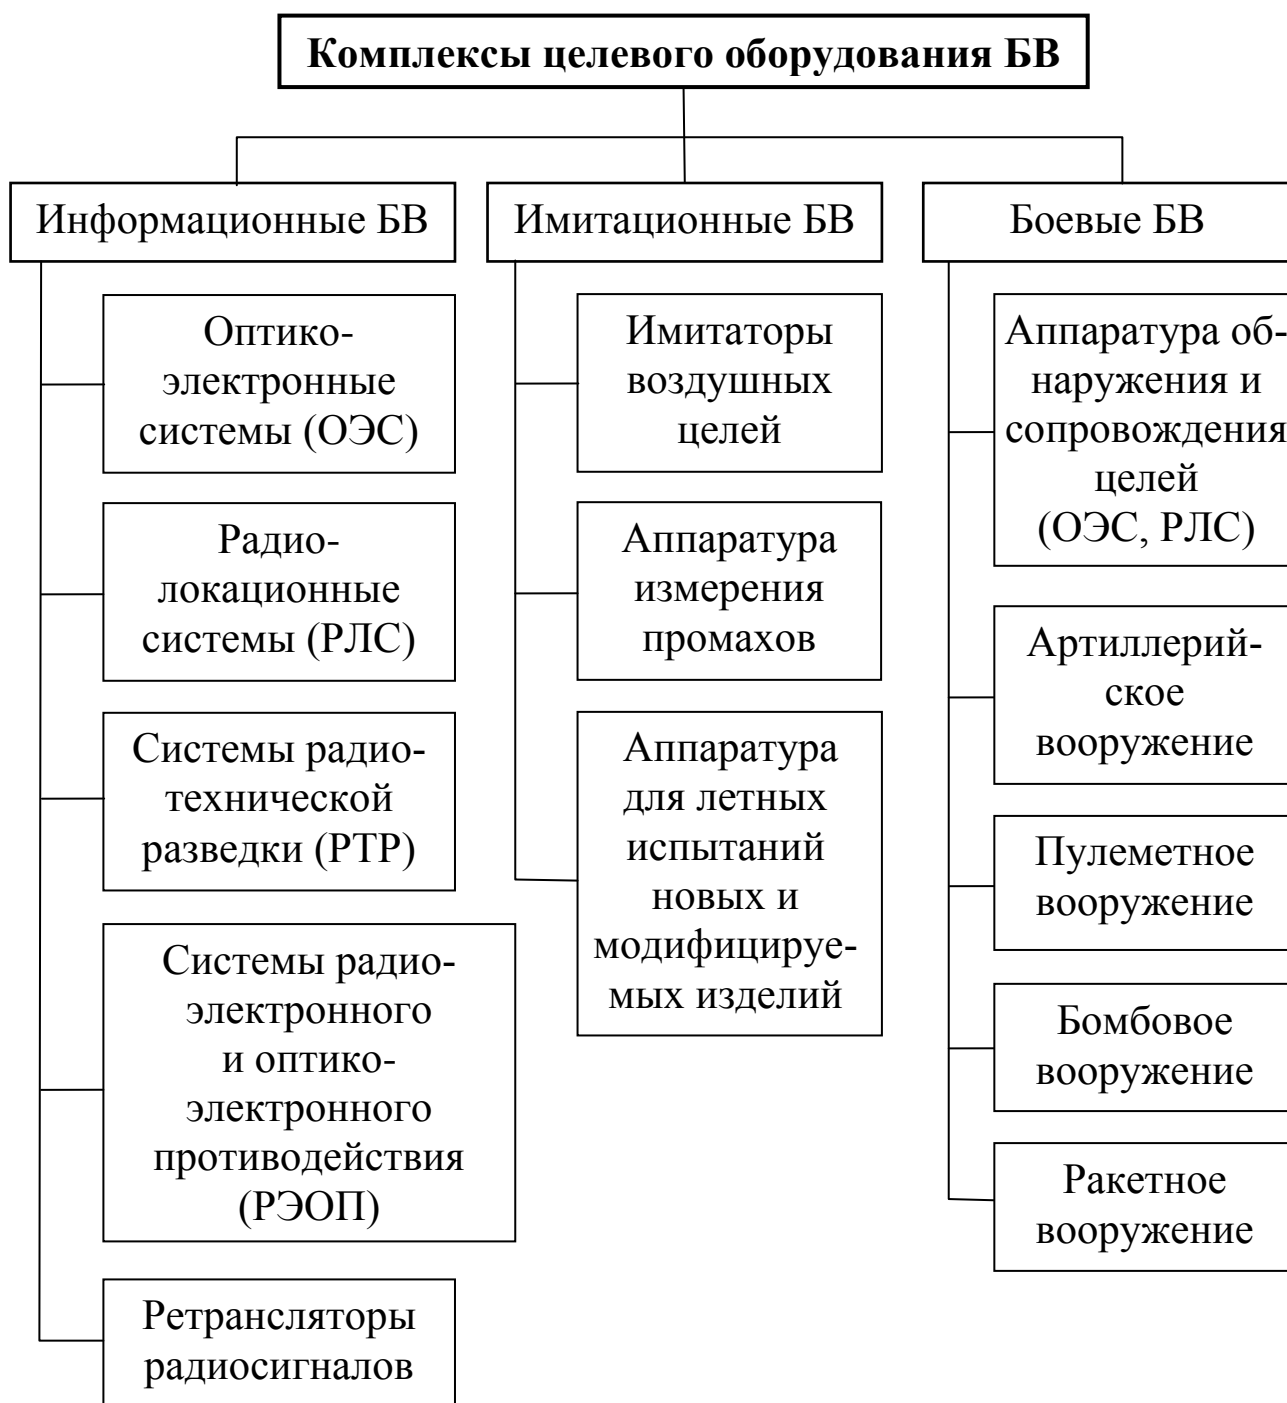 Комплексы целевого оборудования БВ
Информационные БВ
Оптико-
электронные
системы (ОЭС)
Радио-
локационные
системы (РЛС)
Системы радио-
технической
разведки (РТР)
Системы радио-
электронного
и оптико-
электронного
противодействия
(РЭОП)
Ретрансляторы
радиосигналов
Имитационные БВ
Имитаторы
воздушных
целей
Аппаратура
измерения
промахов
Аппаратура
для летных
испытаний
новых и
модифицируе-
мых изделий
Боевые БВ
Аппаратура об-
наружения и
сопровождения
целей
(ОЭС, РЛС)
Артиллерий-
ское
вооружение
Пулеметное
вооружение
Бомбовое
вооружение
Ракетное
вооружение